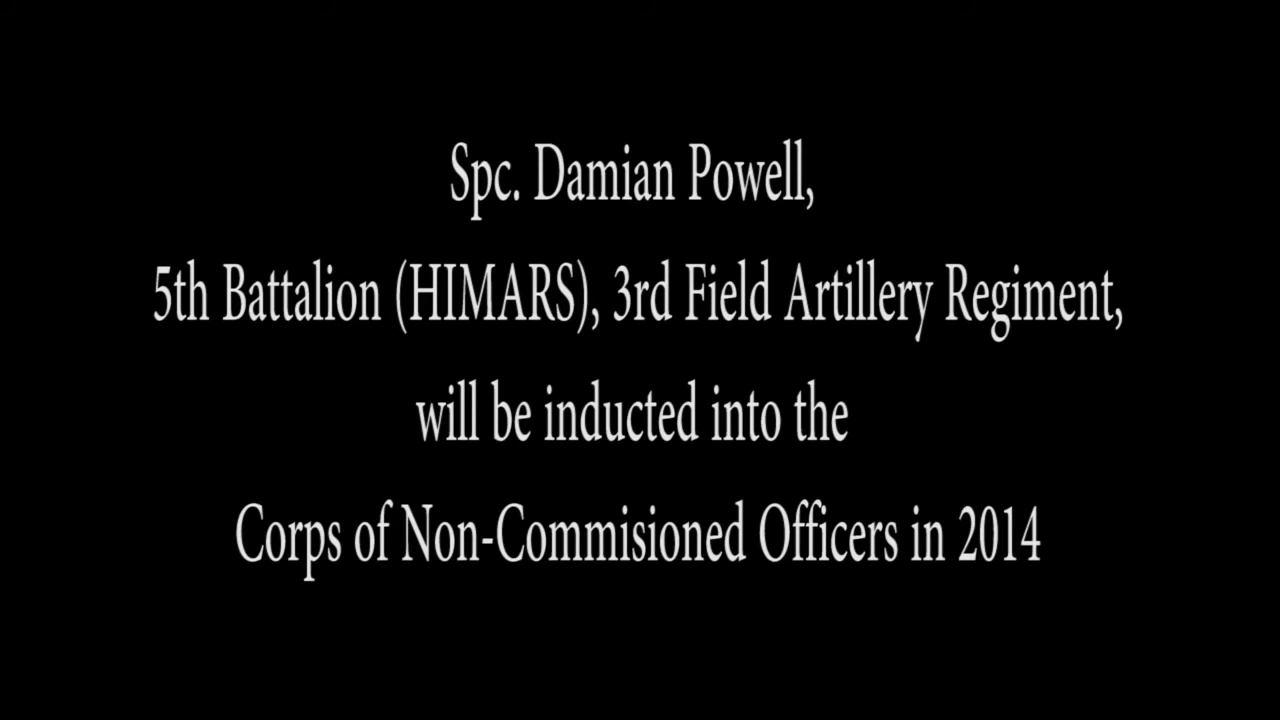 Spc. Damian Powell,
5th Battalion (HIMARS), 3rd Field Artillery Regiment,
will be inducted into the
Corps of Non-Commisioned Officers in 2014